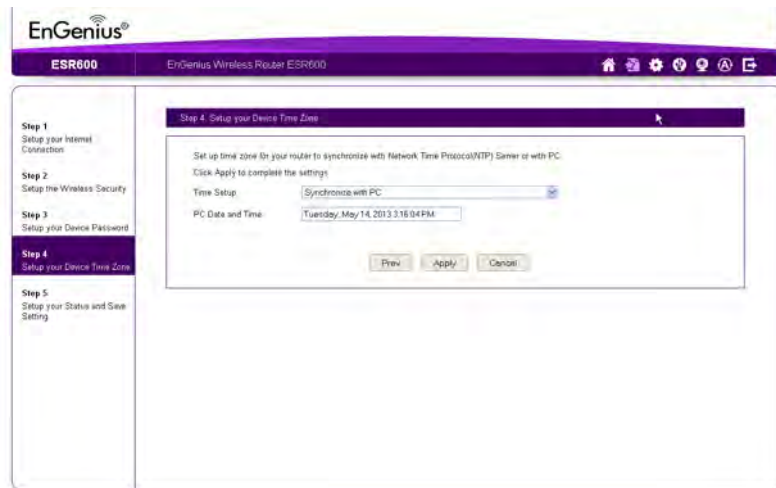 EnGenius®
ESR600
EnGenius Wireless Router ESR600
Step 1
Setup your Internet
Connection
Step 2
Setup the Wireless Security
Step 3
Setup your Device Password
Step 4
Setup your Device Time Zone
Step 5
Setup your Status and Save
Setting
Step 4. Setup your Device Time Zone
Set up time zone for your router to synchronize with Network Time Protocol(NTP) Server or with PC.
Click Apply to complete the settings
Time Setup
Synchronize with PC
PC Date and Time
Tuesday, May 14, 2013 3:16:04 PM
Prev
Apply
Cancel